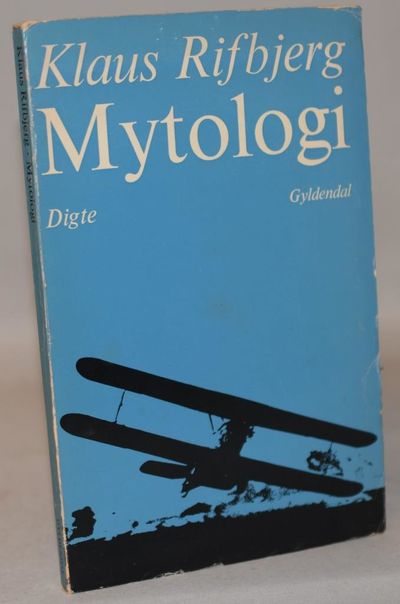 Klaus Rifbjerg
Mytologi
Digte
Gyldendal
Klaus Rifbjerg · Mytologi